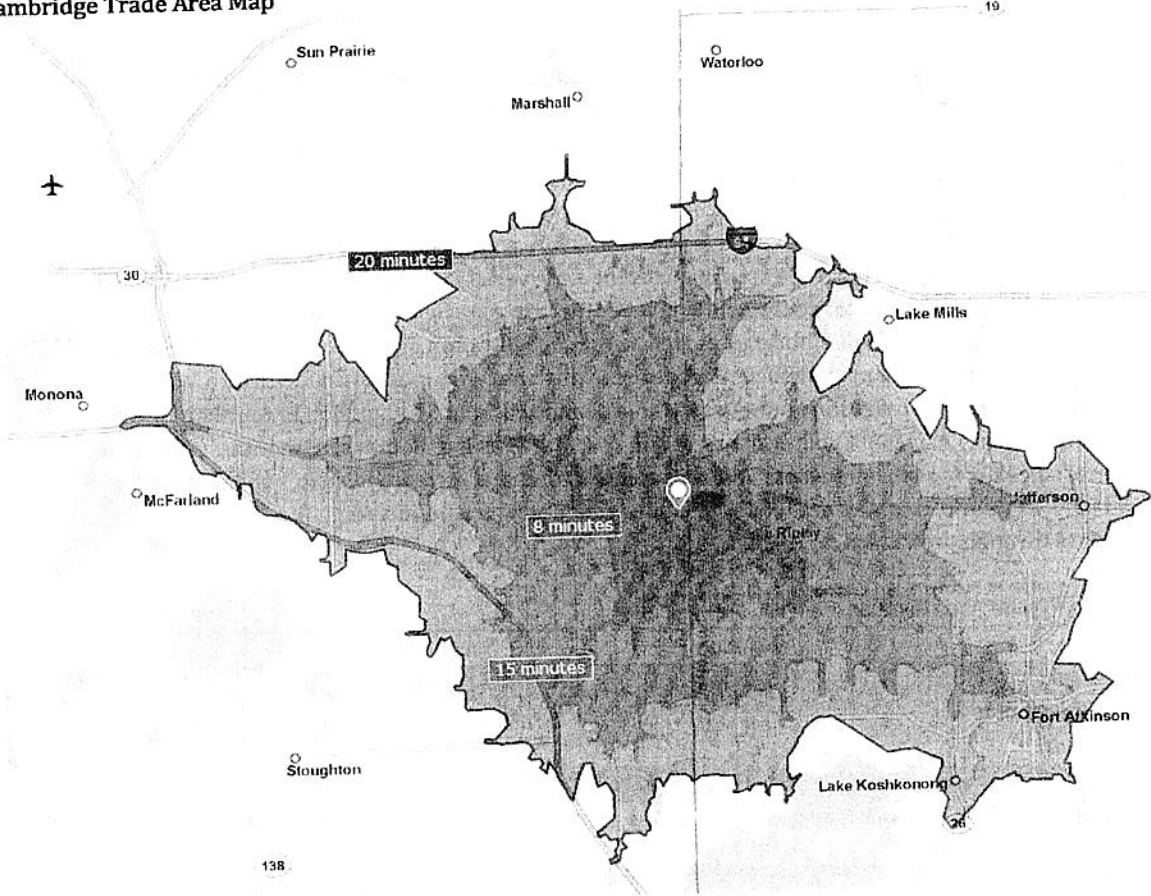 ambridge Trade Area Map
19
Sun Prairie
Waterloo
Marshall
20 minutes
30
Lake Mills
Monona
McFarland
Jefferson
8 minutes
Ripley
15 minutes
Fort Atkinson
Stoughton
Lake Koshkonong
26
138